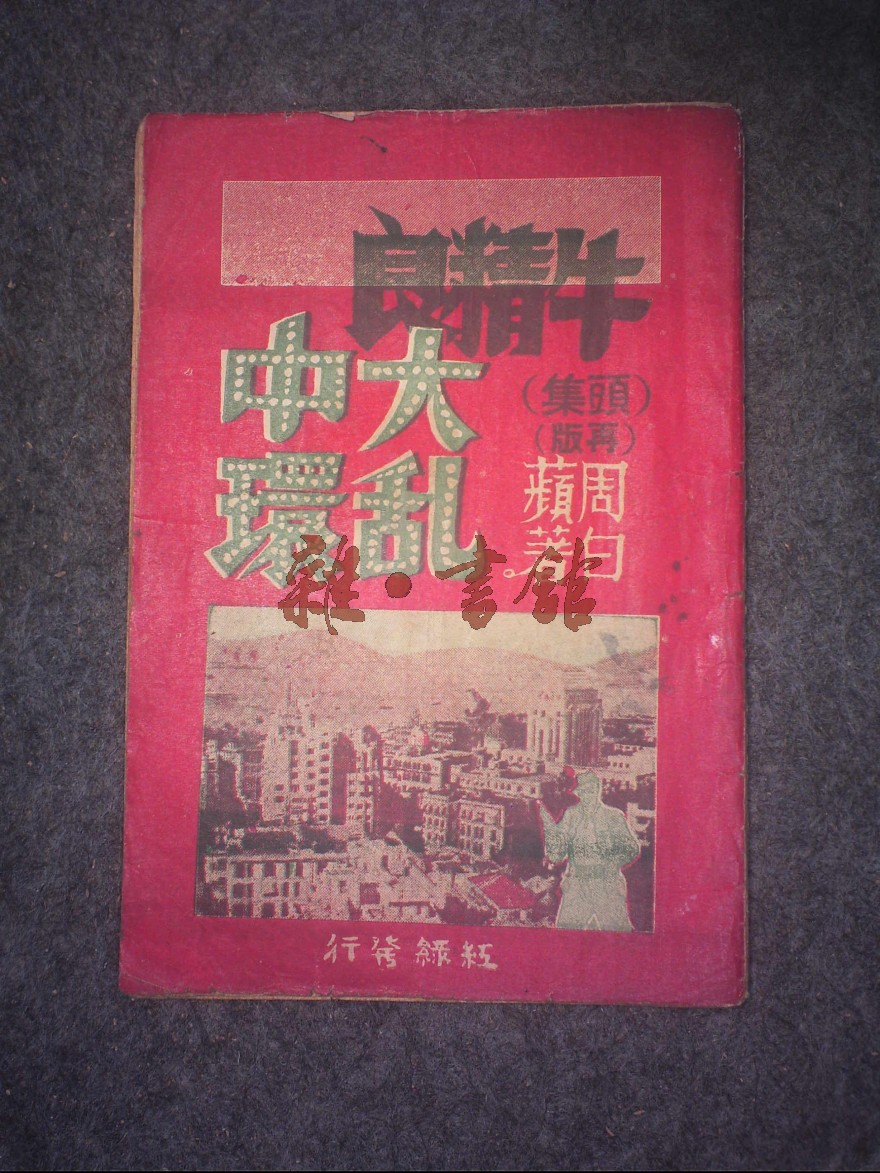 牛精良
大亂中環
(頭集)
(再版)
周白蘋著。
雜·書館
紅綠發行